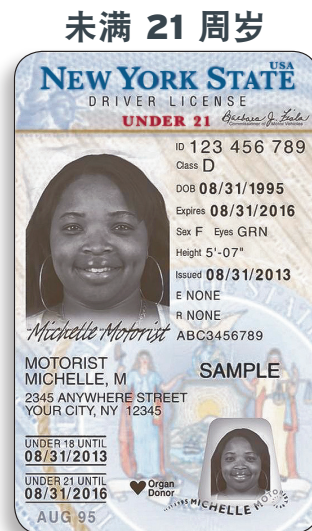 未满 21 周岁
USA
NEW YORK STATE
DRIVER LICENSE
UNDER 21
ID 123 456 789
Class D
DOB 08/31/1995
Expires 08/31/2016
Sex F Eyes GRN
Height 5'-07"
Issued 08/31/2013
E NONE
R NONE
ABC3456789
Michelle Motorist
MOTORIST
MICHELLE, M
SAMPLE
2345 ANYWHERE STREET
YOUR CITY, NY 12345
UNDER 18 UNTIL
08/31/2013
UNDER 21 UNTIL
08/31/2016
Organ
Donor
AUG 95
MICHELLE MOTO